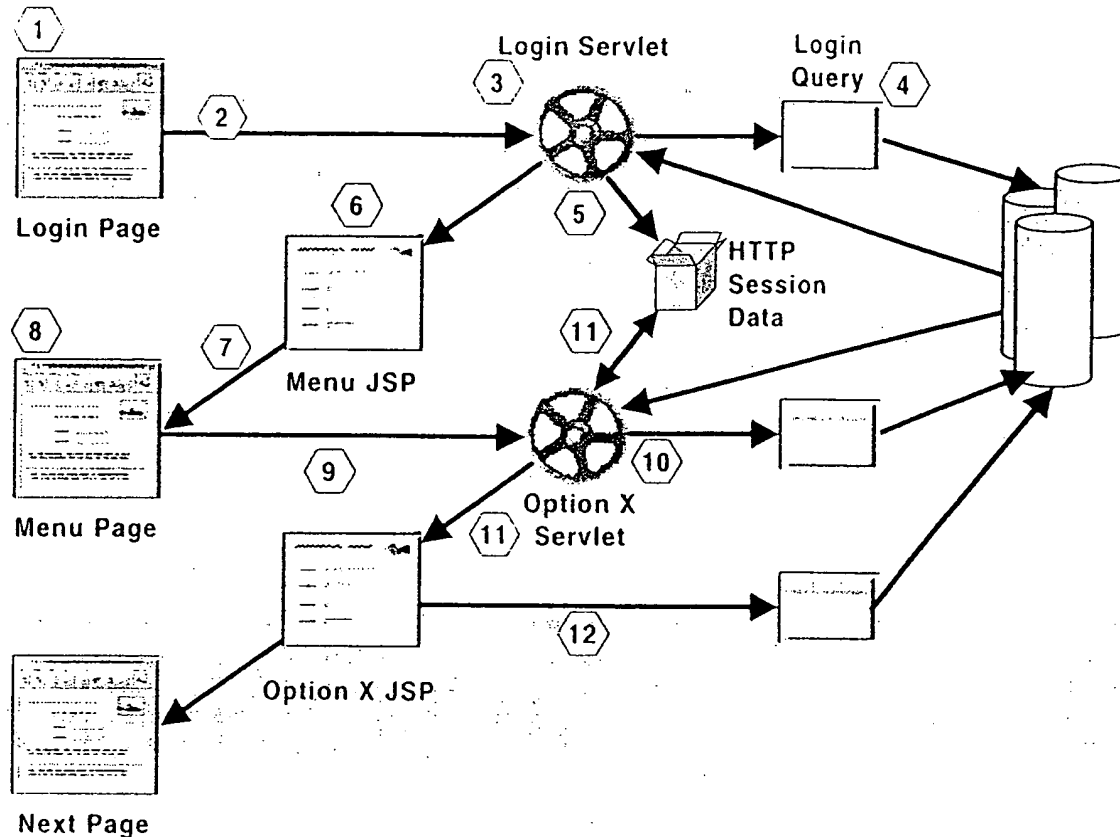 1
Login Servlet
Login
Query
3
4
2
Login Page
6
5
HTTP
Session
Data
8
7
11
Menu JSP
9
10
Menu Page
Option X
Servlet
11
12
Option X JSP
Next Page